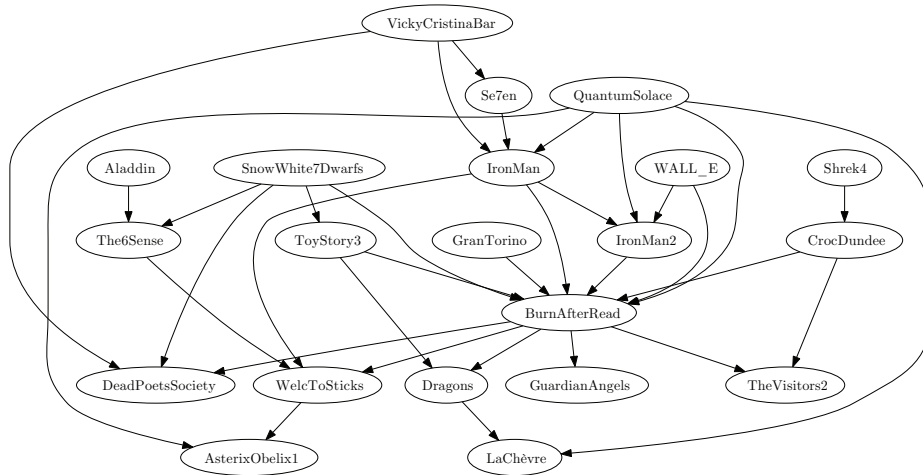 VickyCristinaBar
Se7en
QuantumSolace
Aladdin
SnowWhite7Dwarfs
IronMan
WALL_E
Shrek4
The6Sense
ToyStory3
GranTorino
IronMan2
CrocDundee
BurnAfterRead
DeadPoetsSociety
WelcToSticks
Dragons
GuardianAngels
TheVisitors2
AsterixObelix1
LaChèvre